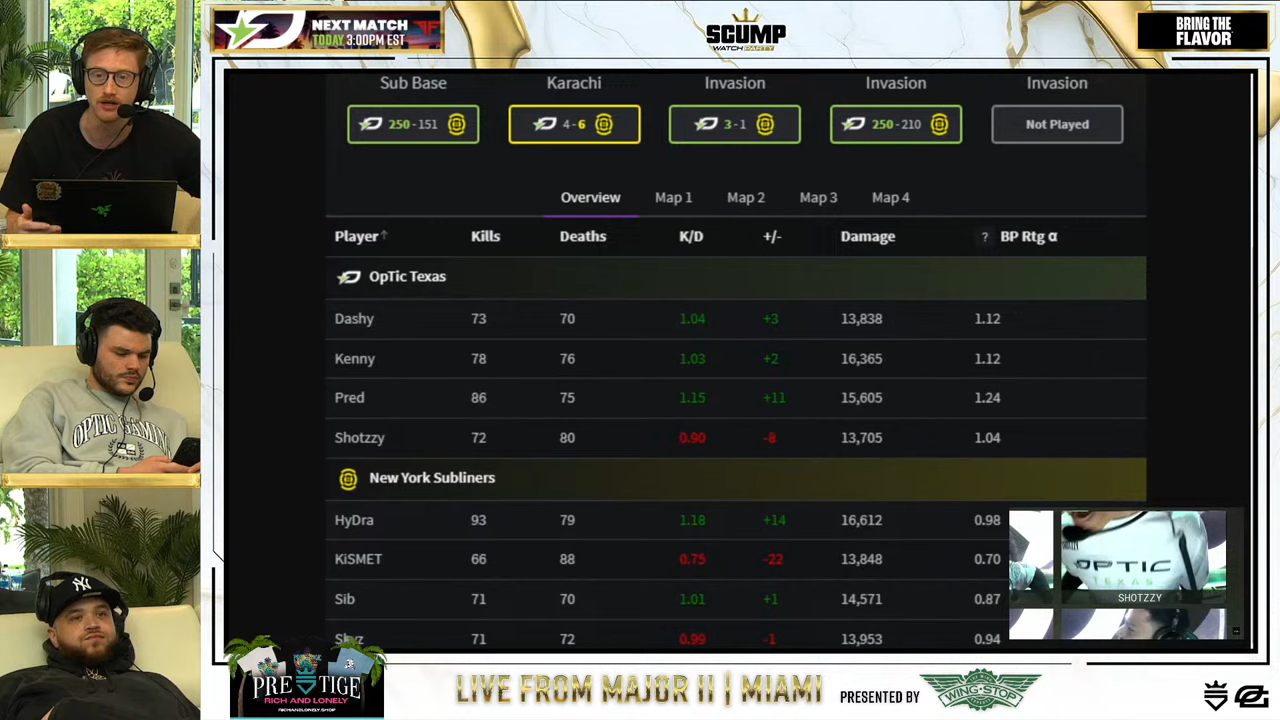 NEXT MATCH
TODAY 3:00PM EST
SCUMP
WATCH PARTY
BRING THE
FLAVOR
Sub Base Karachi Invasion Invasion Invasion
250 - 151 4 - 6 3 - 1 250 - 210 Not Played
Overview Map 1 Map 2 Map 3 Map 4
Player↑ Kills Deaths K/D +/- Damage ? BP Rtg α
OpTic Texas
Dashy 73 70 1.04 +3 13,838 1.12
Kenny 78 76 1.03 +2 16,365 1.12
Pred 86 75 1.15 +11 15,605 1.24
Shotzzy 72 80 0.90 -8 13,705 1.04
New York Subliners
HyDra 93 79 1.18 +14 16,612 0.98
KiSMET 66 88 0.75 -22 13,848 0.70
Sib 71 70 1.01 +1 14,571 0.87
Skyz 71 72 0.99 -1 13,953 0.94
OPTIC
TEXAS
SHOTZZY
OPTIC GAMING
NY
PRESTIGE
RICH AND LONELY
RICHANDLONELY.SHOP
LIVE FROM MAJOR II | MIAMI
PRESENTED BY
WING·STOP